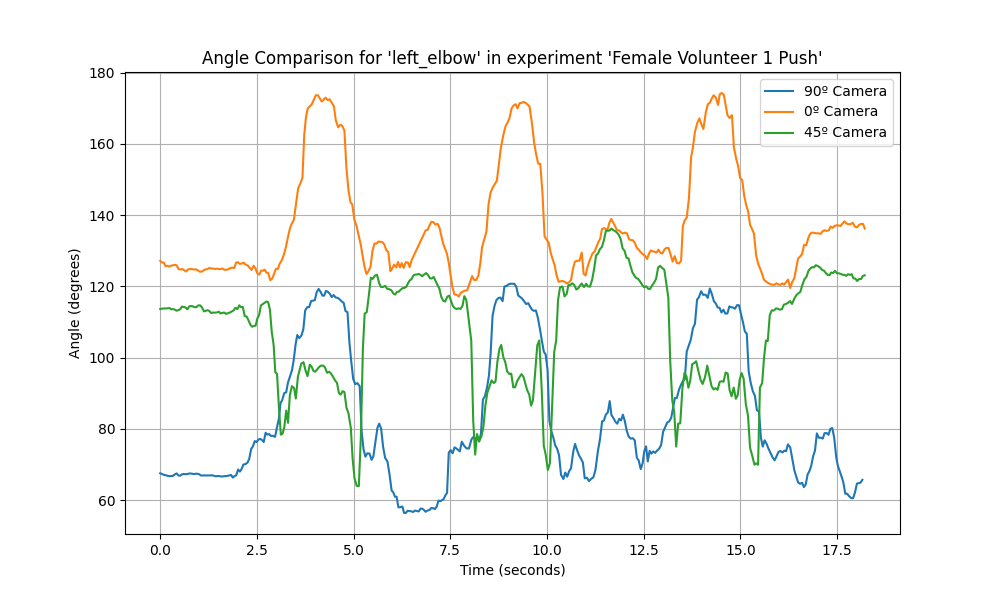 Angle Comparison for 'left_elbow' in experiment 'Female Volunteer 1 Push'
90º Camera
0º Camera
45º Camera
Angle (degrees)
180
160
140
120
100
80
60
0.0 2.5 5.0 7.5 10.0 12.5 15.0 17.5
Time (seconds)